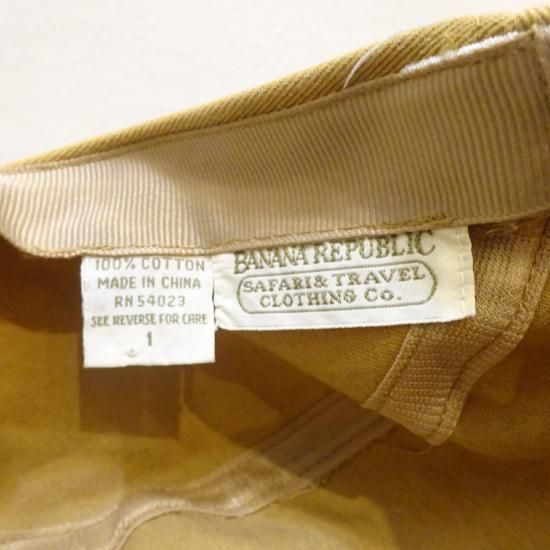 100% COTTON
MADE IN CHINA
RN 54023
SEE REVERSE FOR CARE
1
BANANA REPUBLIC
SAFARI & TRAVEL
CLOTHING Co.